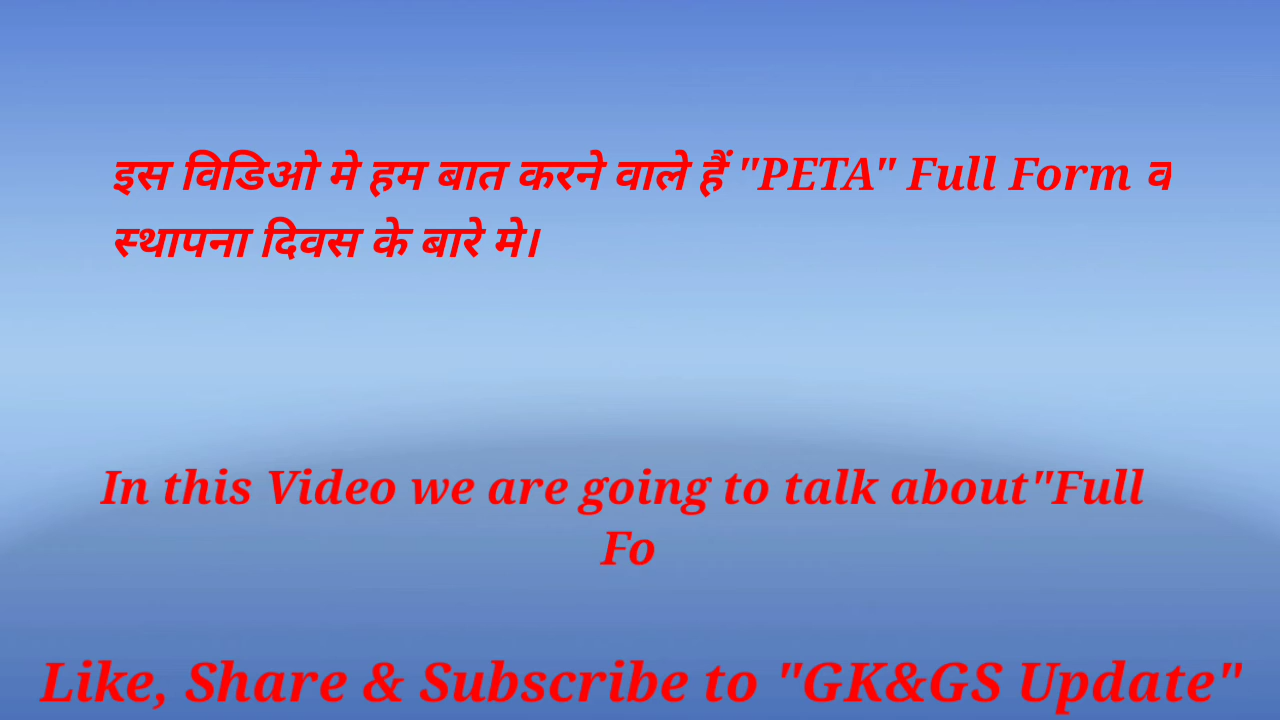 इस विडिओ मे हम बात करने वाले हैं "PETA" Full Form व
स्थापना दिवस के बारे मे।
In this Video we are going to talk about"Full
Fo
Like, Share & Subscribe to "GK&GS Update"